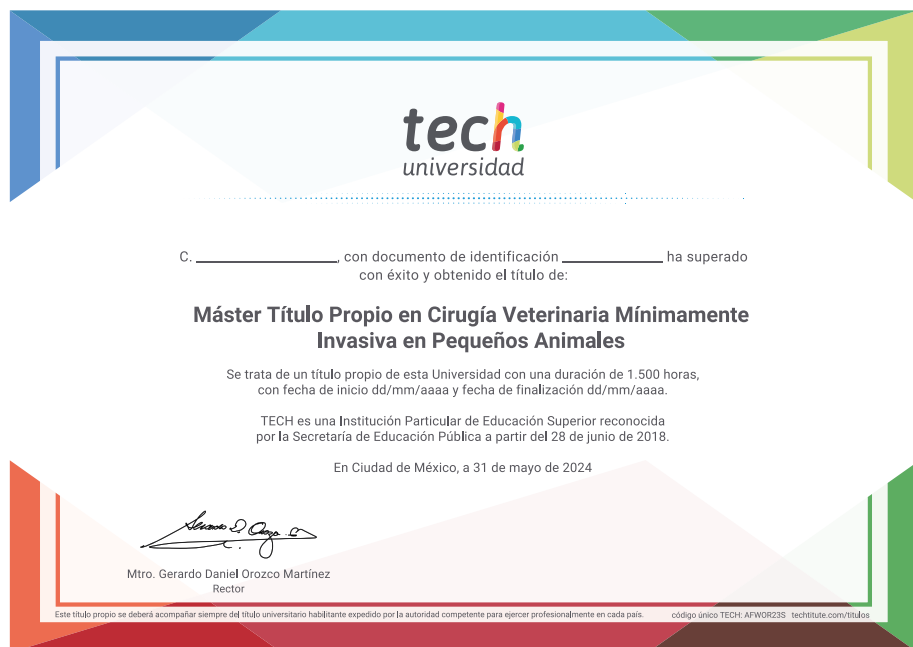 tech
universidad
C. ________________, con documento de identificación ____________ ha superado
con éxito y obtenido el título de:
Máster Título Propio en Cirugía Veterinaria Mínimamente
Invasiva en Pequeños Animales
Se trata de un título propio de esta Universidad con una duración de 1.500 horas,
con fecha de inicio dd/mm/aaaa y fecha de finalización dd/mm/aaaa.
TECH es una Institución Particular de Educación Superior reconocida
por la Secretaría de Educación Pública a partir del 28 de junio de 2018.
En Ciudad de México, a 31 de mayo de 2024
Mtro. Gerardo Daniel Orozco Martínez
Rector
Este título propio se deberá acompañar siempre del título universitario habilitante expedido por la autoridad competente para ejercer profesionalmente en cada país. código único TECH: AFWOR23S techtitute.com/titulos